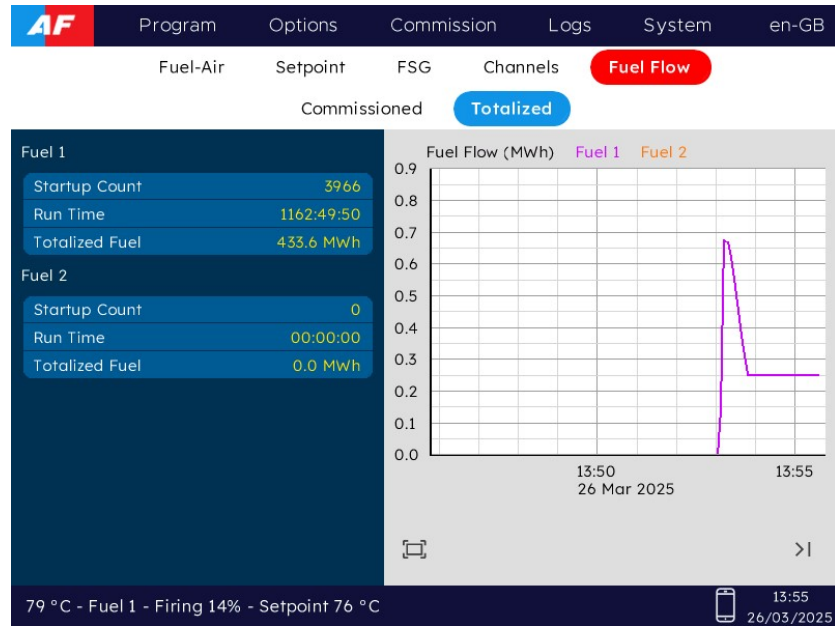 AF Program Options Commission Logs System en-GB
Fuel-Air Setpoint FSG Channels Fuel Flow
Commissioned Totalized
Fuel 1
Startup Count 3966
Run Time 1162:49:50
Totalized Fuel 433.6 MWh
Fuel 2
Startup Count 0
Run Time 00:00:00
Totalized Fuel 0.0 MWh
Fuel Flow (MWh) Fuel 1 Fuel 2
0.9
0.8
0.7
0.6
0.5
0.4
0.3
0.2
0.1
0.0
13:50 13:55
26 Mar 2025
79 °C - Fuel 1 - Firing 14% - Setpoint 76 °C
13:55
26/03/2025